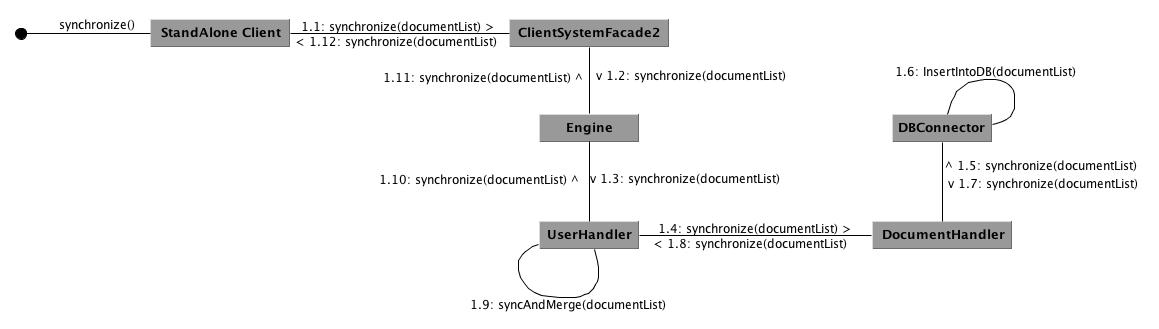 synchronize()
StandAlone Client
1.1: synchronize(documentList) >
< 1.12: synchronize(documentList)
ClientSystemFacade2
1.11: synchronize(documentList) ^
v 1.2: synchronize(documentList)
1.6: InsertIntoDB(documentList)
Engine
DBConnector
1.10: synchronize(documentList) ^
v 1.3: synchronize(documentList)
^ 1.5: synchronize(documentList)
v 1.7: synchronize(documentList)
UserHandler
1.4: synchronize(documentList) >
< 1.8: synchronize(documentList)
DocumentHandler
1.9: syncAndMerge(documentList)